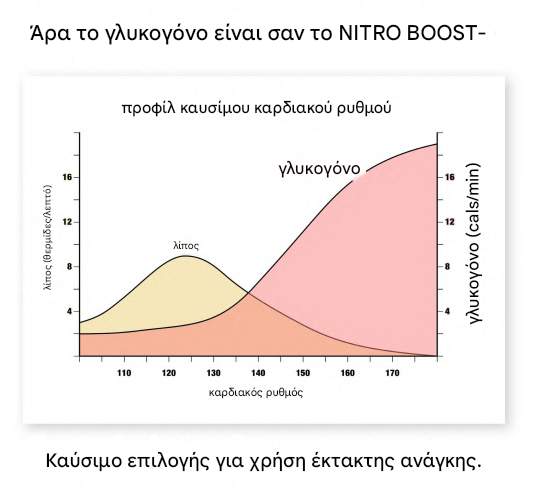 Άρα το γλυκογόνο είναι σαν το NITRO BOOST-
προφίλ καυσίμου καρδιακού ρυθμού
γλυκογόνο
λίπος
λίπος (θερμίδες/λεπτό)
16
12
8
4
16
12
8
4
γλυκογόνο (cals/min)
110 120 130 140 150 160 170
καρδιακός ρυθμός
Καύσιμο επιλογής για χρήση έκτακτης ανάγκης.